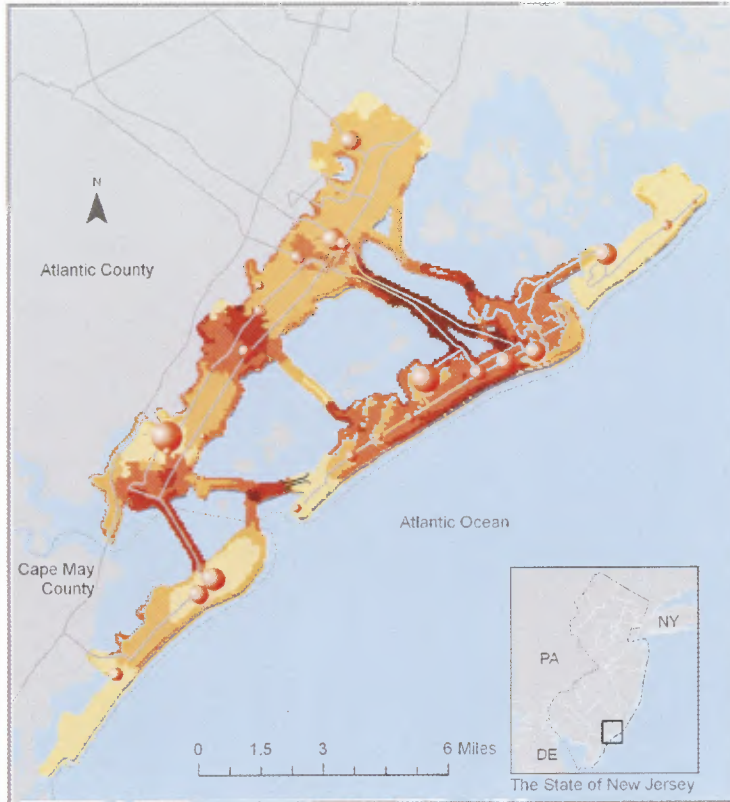 N
Atlantic County
Atlantic Ocean
Cape May
County
0 1.5 3 6 Miles
NY
PA
DE
The State of New Jersey